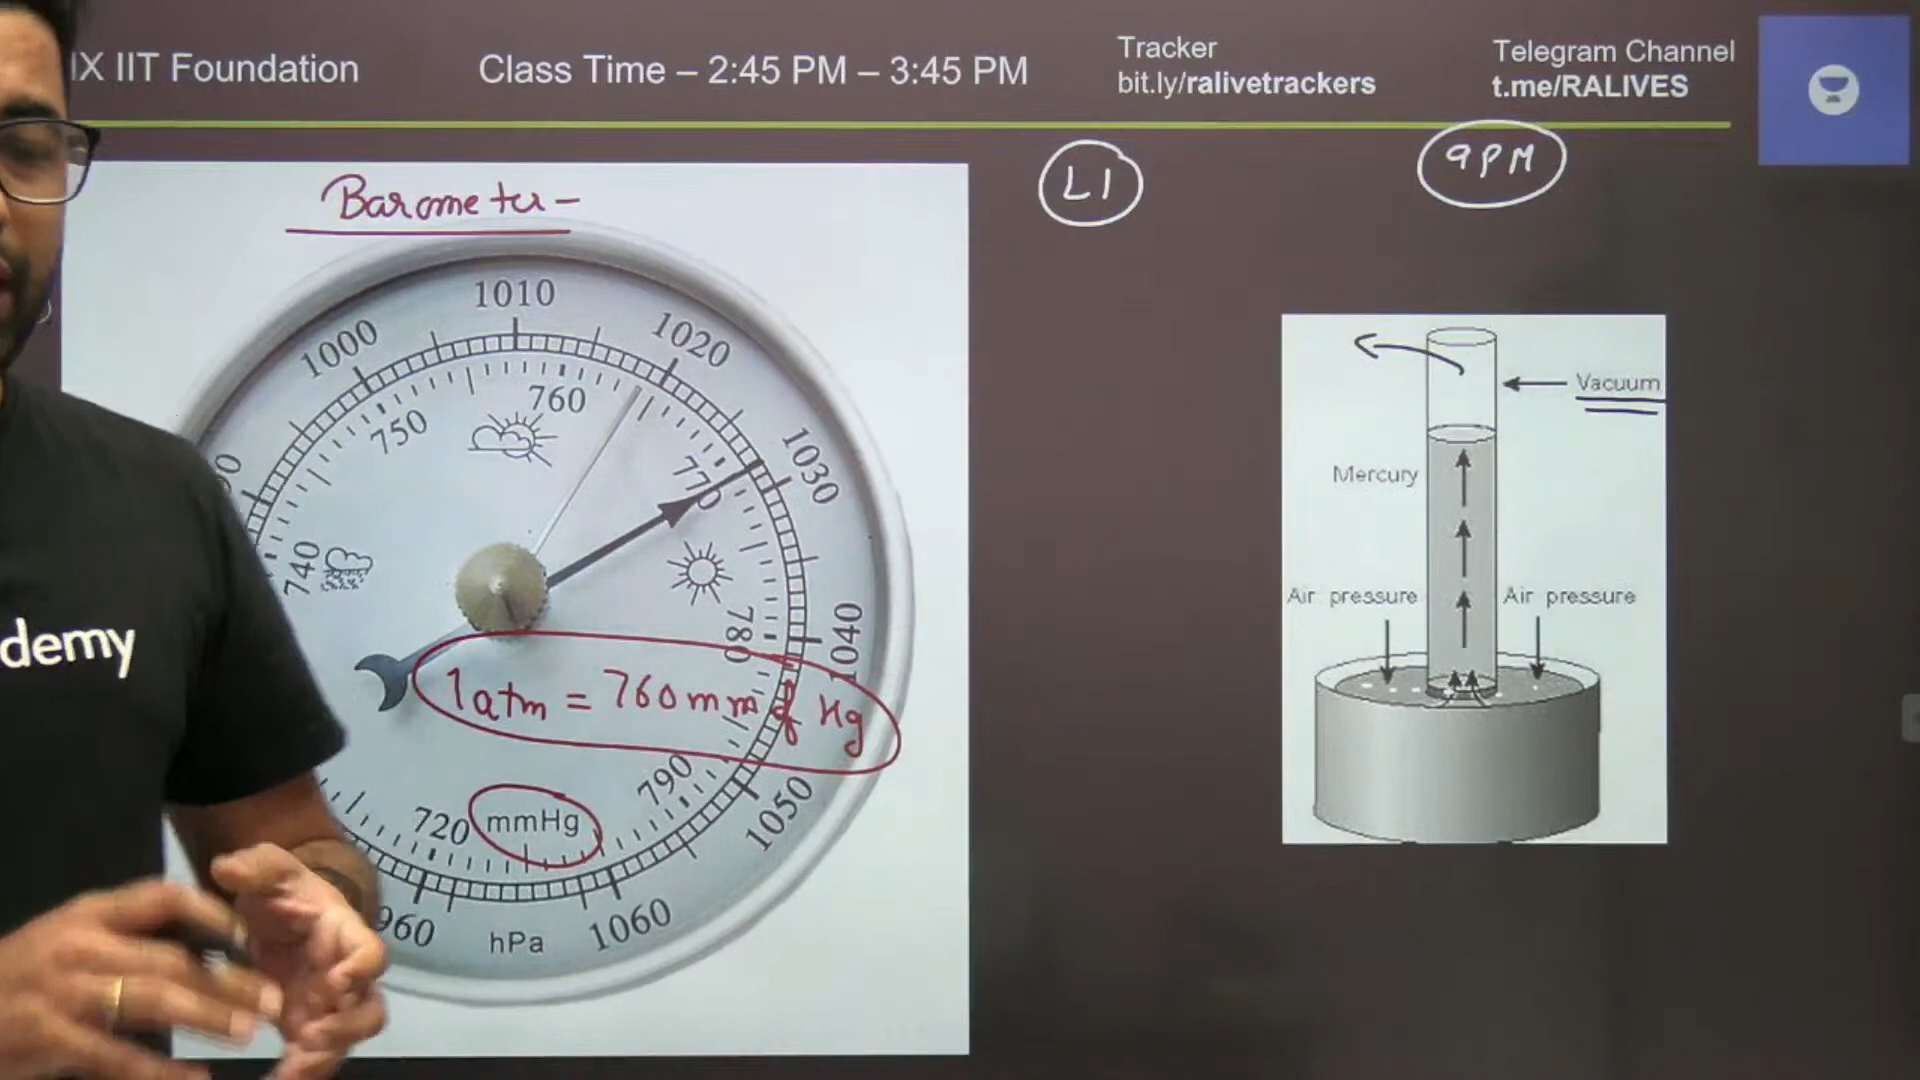 IX IIT Foundation
Class Time – 2:45 PM – 3:45 PM
Tracker
bit.ly/ralivetrackers
Telegram Channel
t.me/RALIVES
Barometer –
L1
9PM
1010
1000
1020
760
750
1030
770
740
780
1040
1 atm = 760 mm of Hg
790
1050
720
mmHg
960
hPa
1060
Vacuum
Mercury
Air pressure
Air pressure
demy